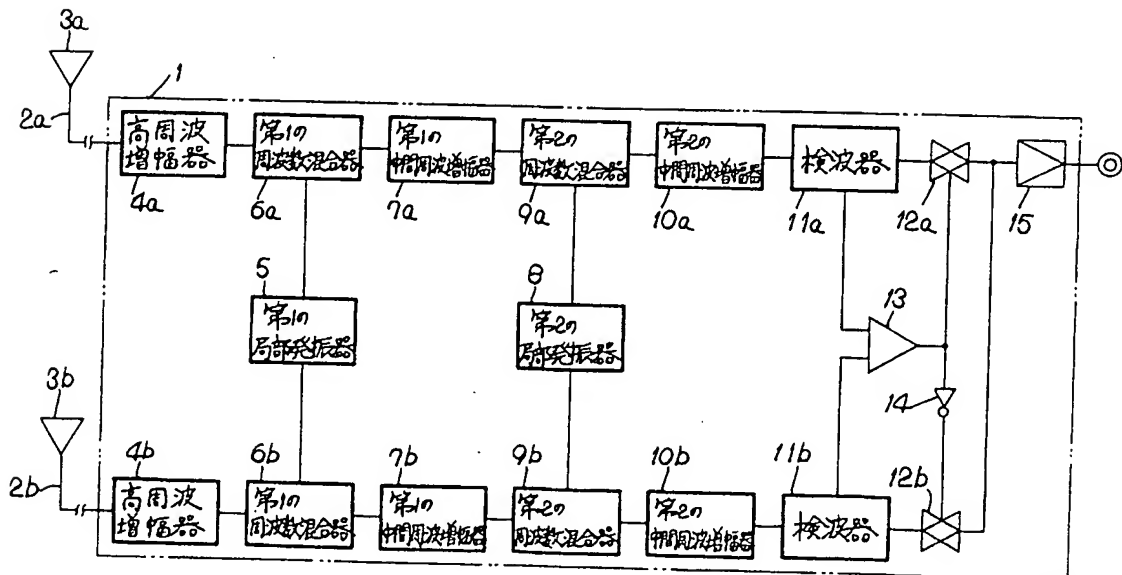 3a
1
2a
高周波
増幅器
第1の
周波数混合器
第1の
中間周波増幅器
第2の
周波数混合器
第2の
中間周波増幅器
検波器
4a
6a
7a
9a
10a
11a
12a
15
5
8
13
第1の
局部発振器
第2の
局部発振器
3b
14
4b
6b
7b
9b
10b
11b
12b
2b
高周波
増幅器
第1の
周波数混合器
第1の
中間周波増幅器
第2の
周波数混合器
第2の
中間周波増幅器
検波器